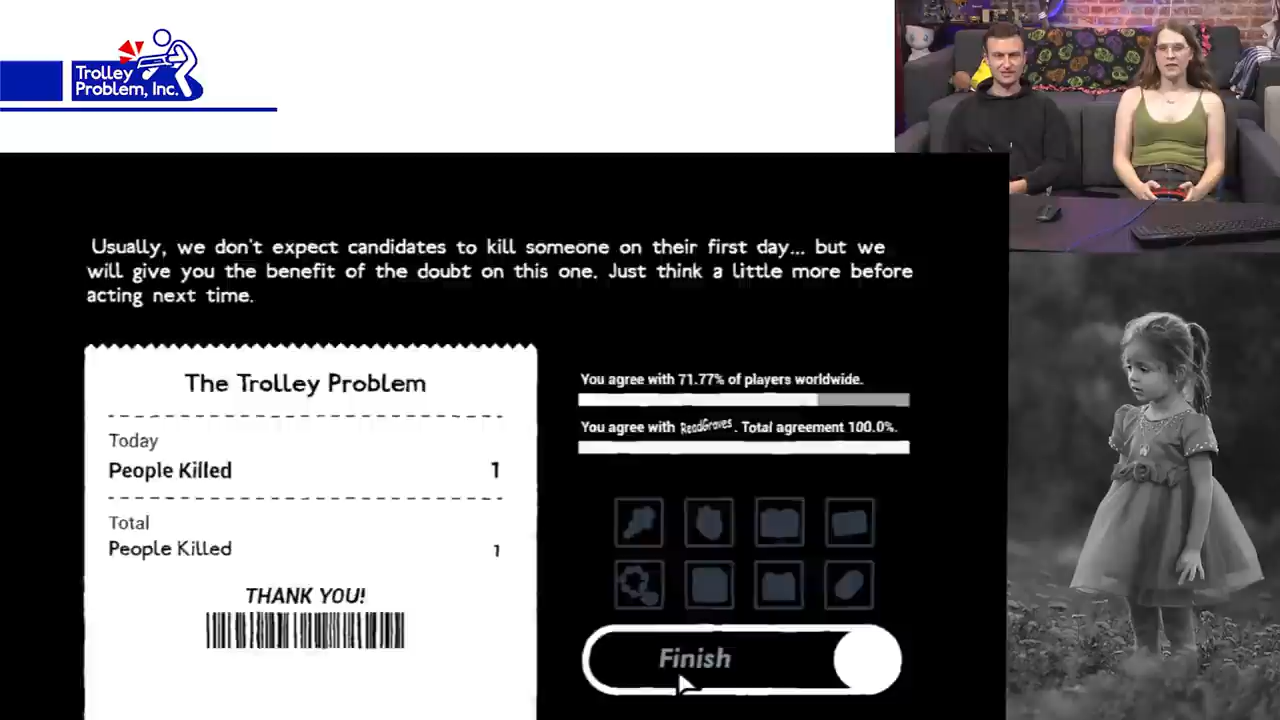 Trolley
Problem, Inc.
Usually, we don't expect candidates to kill someone on their first day... but we
will give you the benefit of the doubt on this one. Just think a little more before
acting next time.
The Trolley Problem
Today
People Killed 1
Total
People Killed 1
THANK YOU!
You agree with 71.77% of players worldwide.
You agree with ReadGraves. Total agreement 100.0%.
Finish